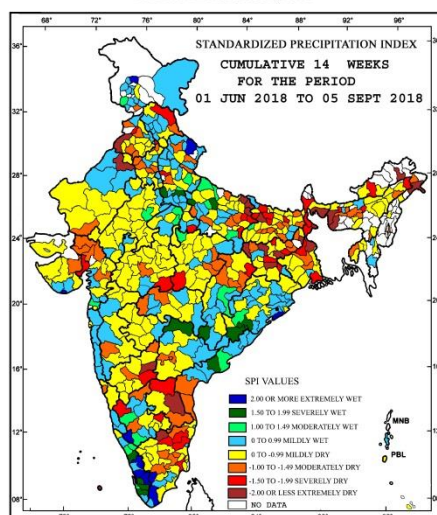 68° 72° 76° 80° 84° 88° 92° 96°
36°
STANDARDIZED PRECIPITATION INDEX
CUMULATIVE 14 WEEKS
FOR THE PERIOD
01 JUN 2018 TO 05 SEPT 2018
32°
28°
24°
20°
16°
12°
08°
SPI VALUES
2.00 OR MORE EXTREMELY WET
1.50 TO 1.99 SEVERELY WET
1.00 TO 1.49 MODERATELY WET
0 TO 0.99 MILDLY WET
0 TO -0.99 MILDLY DRY
-1.00 TO -1.49 MODERATELY DRY
-1.50 TO -1.99 SEVERELY DRY
-2.00 OR LESS EXTREMELY DRY
NO DATA
MNB
PBL